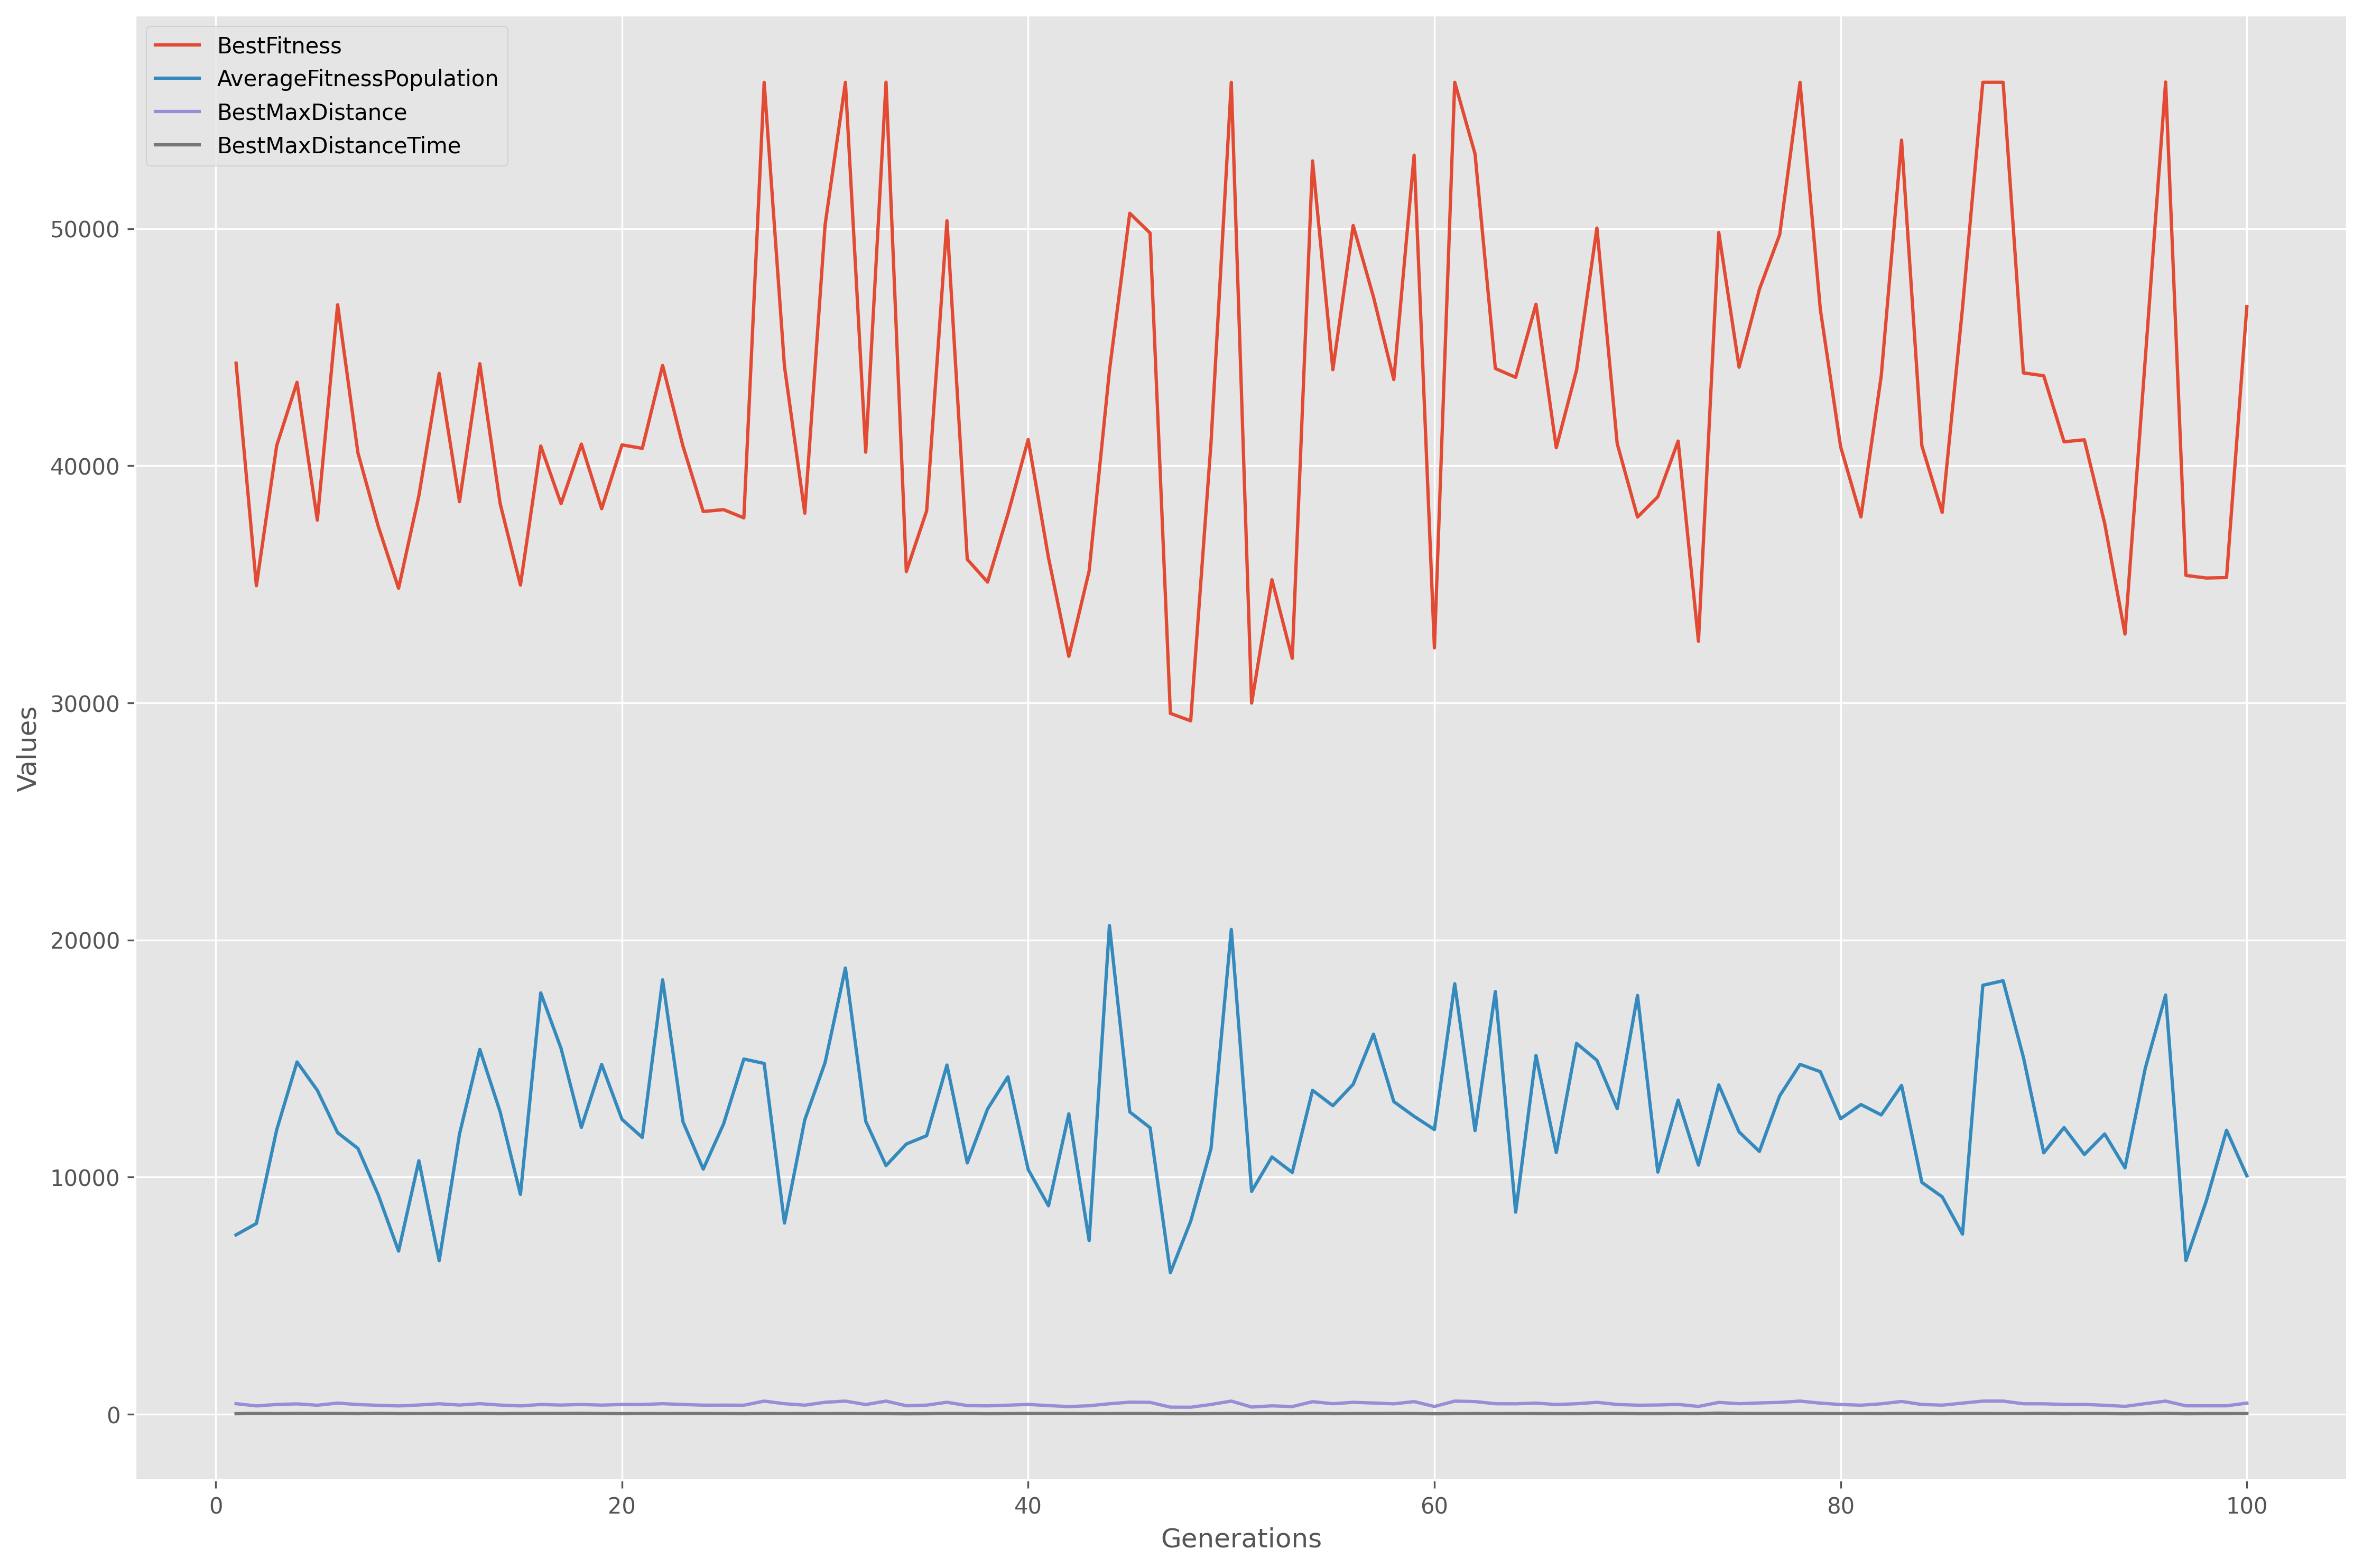 BestFitness
AverageFitnessPopulation
BestMaxDistance
BestMaxDistanceTime
50000
40000
30000
20000
10000
0
Values
0 20 40 60 80 100
Generations